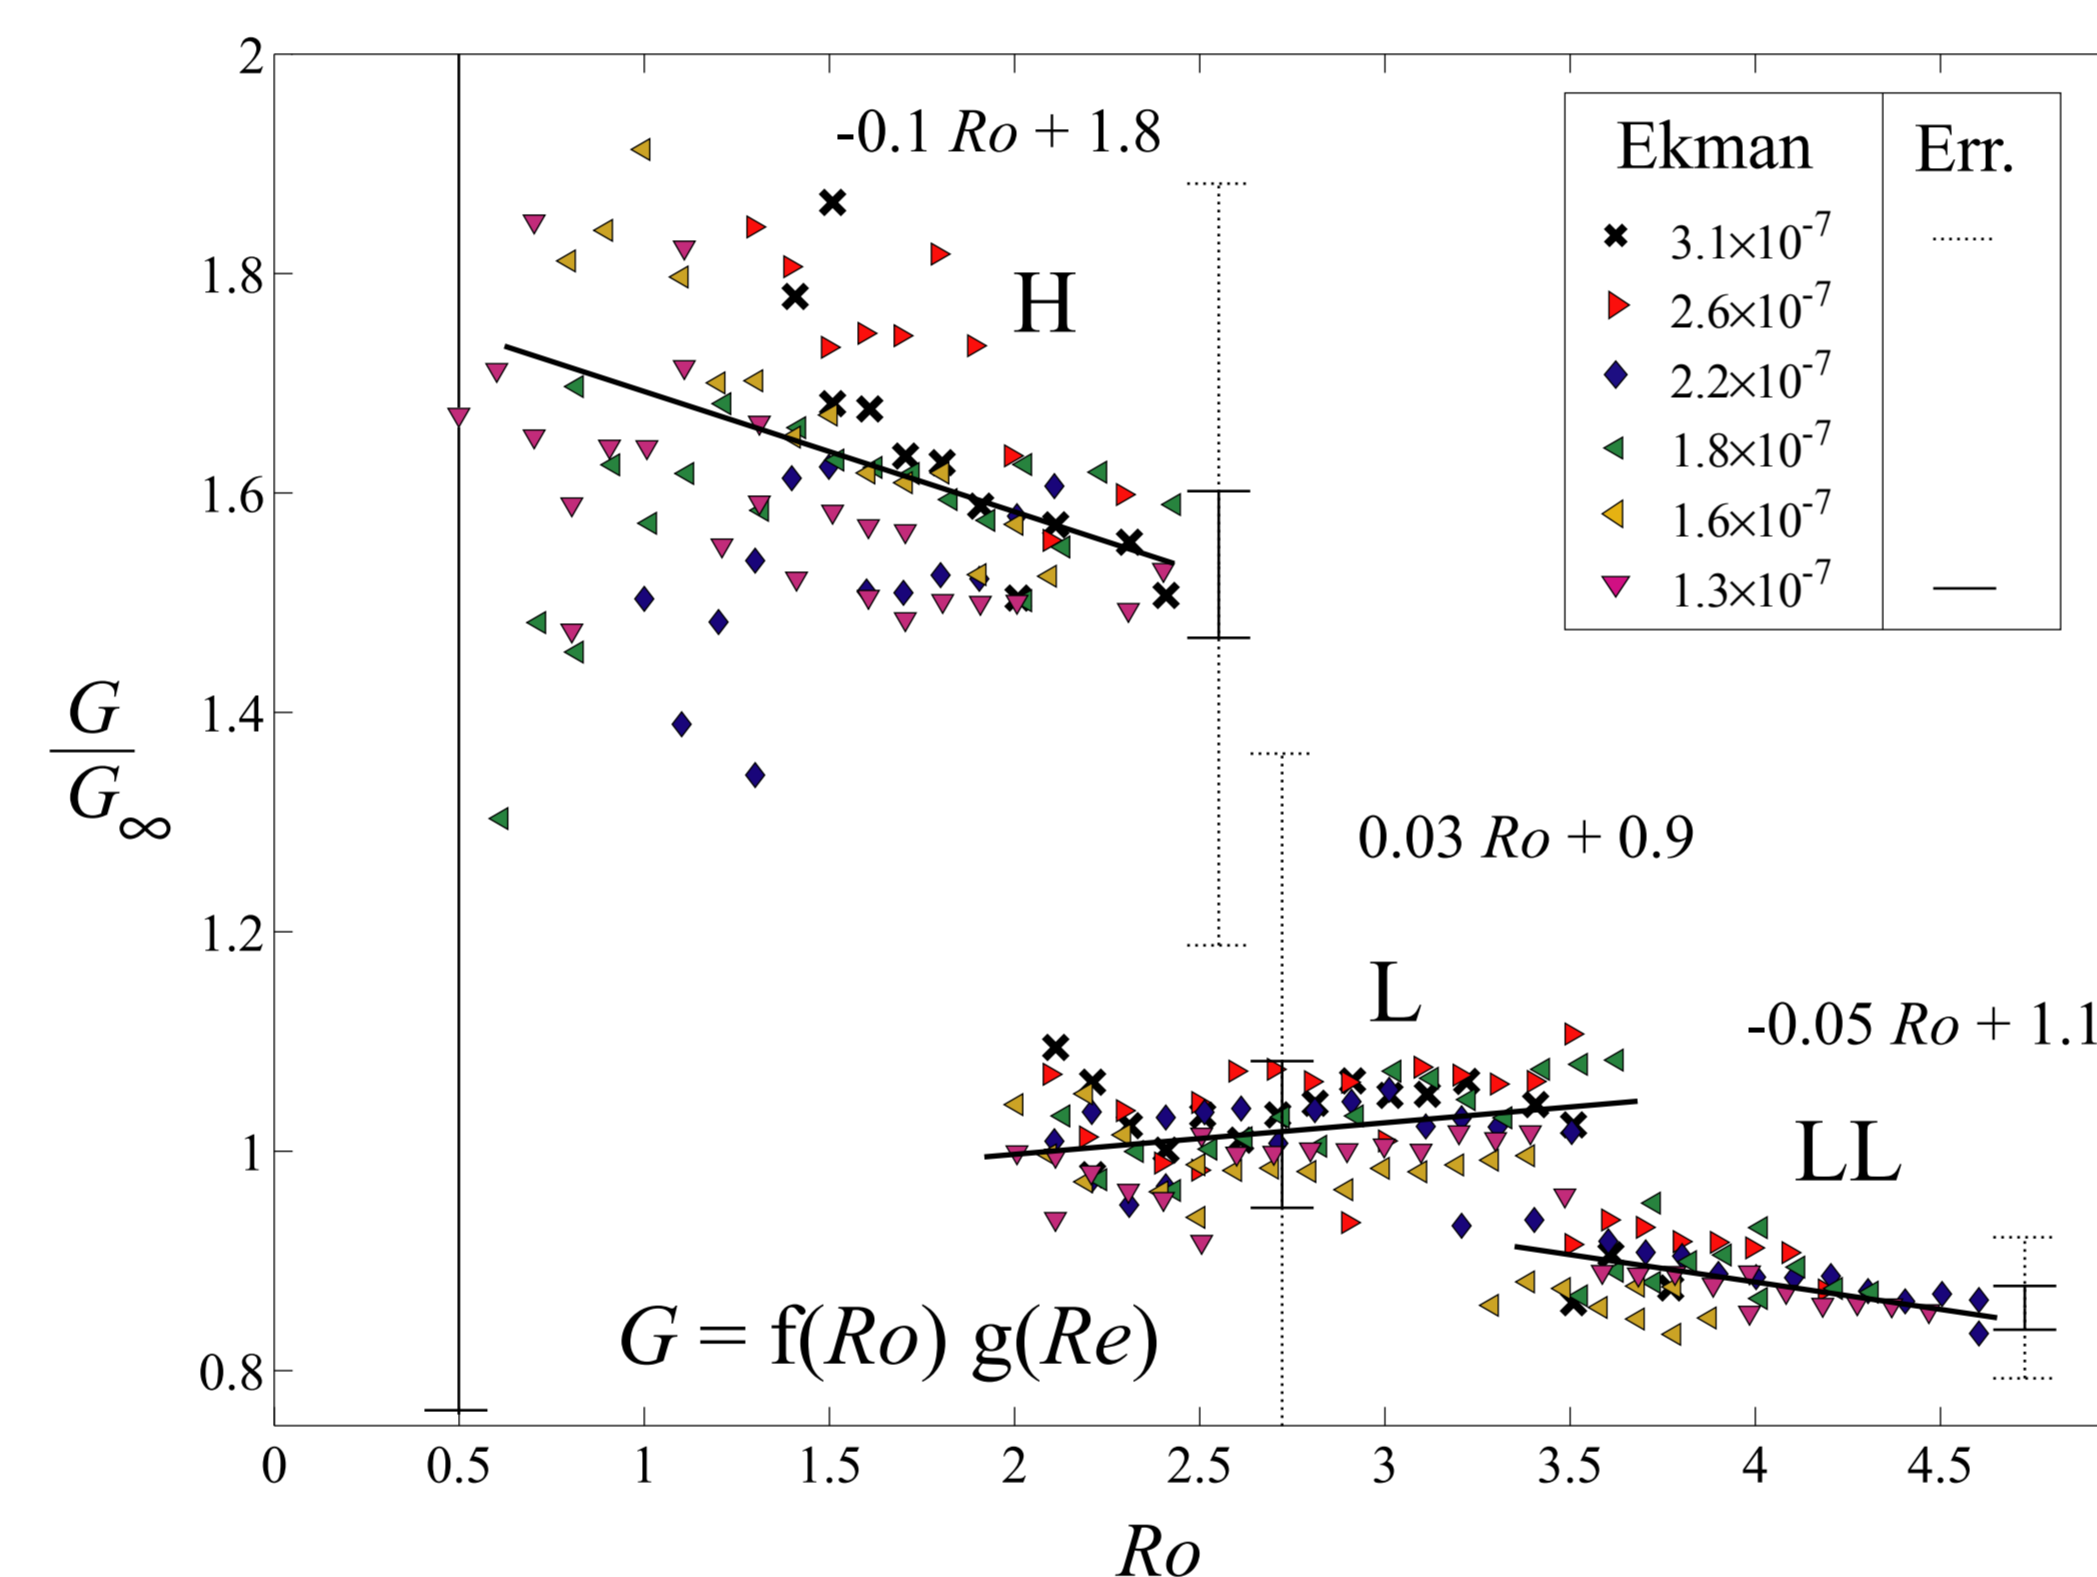 2
-0.1 Ro + 1.8
Ekman
Err.
3.1×10-7
2.6×10-7
2.2×10-7
1.8×10-7
1.6×10-7
1.3×10-7
H
1.8
1.6
1.4
G
G∞
0.03 Ro + 0.9
1.2
L
-0.05 Ro + 1.1
1
LL
G = f(Ro) g(Re)
0.8
0 0.5 1 1.5 2 2.5 3 3.5 4 4.5
Ro